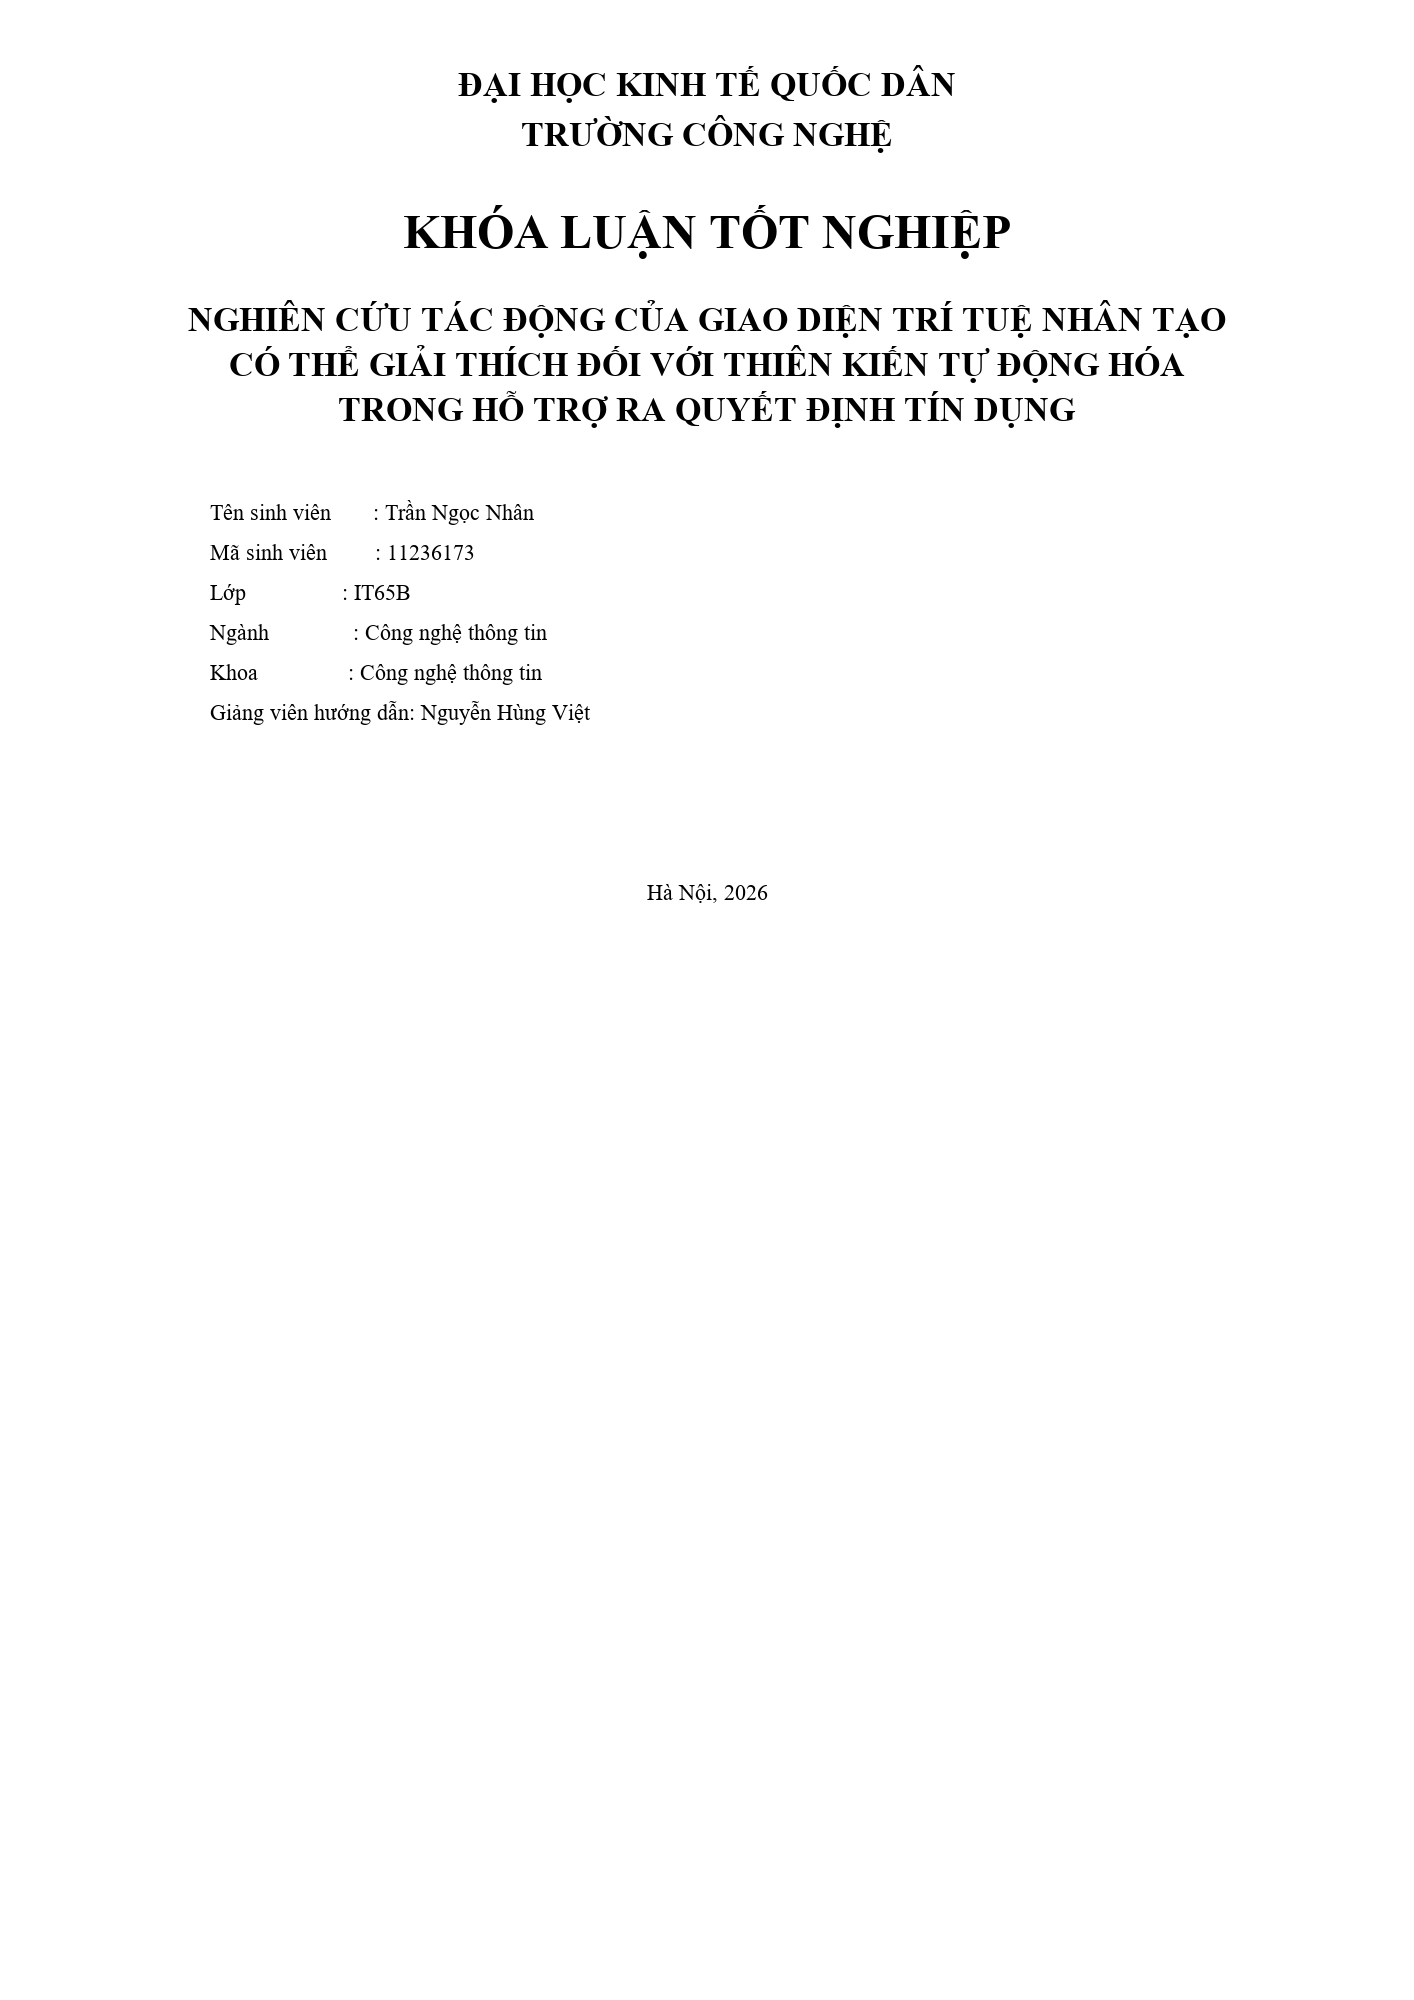 ĐẠI HỌC KINH TẾ QUỐC DÂN
TRƯỜNG CÔNG NGHỆ
KHÓA LUẬN TỐT NGHIỆP
NGHIÊN CỨU TÁC ĐỘNG CỦA GIAO DIỆN TRÍ TUỆ NHÂN TẠO
CÓ THỂ GIẢI THÍCH ĐỐI VỚI THIÊN KIẾN TỰ ĐỘNG HÓA
TRONG HỖ TRỢ RA QUYẾT ĐỊNH TÍN DỤNG
Tên sinh viên : Trần Ngọc Nhân
Mã sinh viên : 11236173
Lớp : IT65B
Ngành : Công nghệ thông tin
Khoa : Công nghệ thông tin
Giảng viên hướng dẫn: Nguyễn Hùng Việt
Hà Nội, 2026